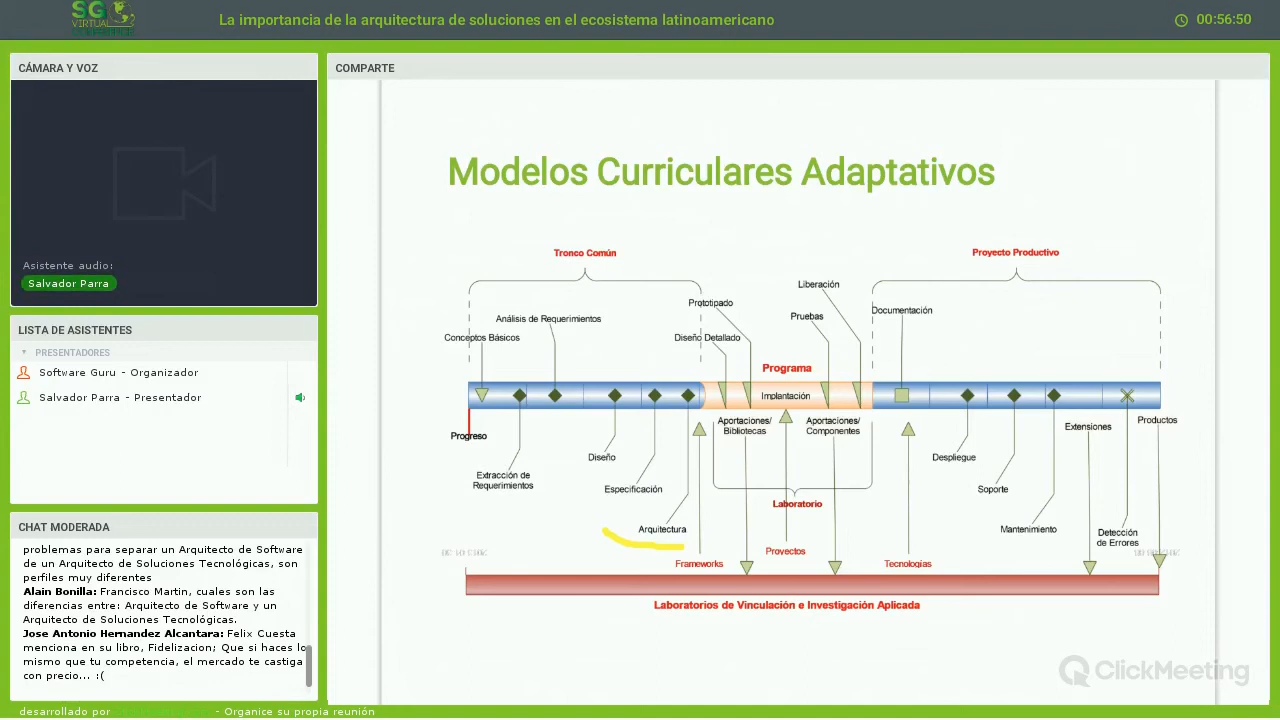 SG
VIRTUAL
CONFERENCE
La importancia de la arquitectura de soluciones en el ecosistema latinoamericano
00:56:50
CÁMARA Y VOZ
Asistente audio:
Salvador Parra
LISTA DE ASISTENTES
PRESENTADORES
Software Guru - Organizador
Salvador Parra - Presentador
CHAT MODERADA
problemas para separar un Arquitecto de Software
de un Arquitecto de Soluciones Tecnológicas, son
perfiles muy diferentes
Alain Bonilla: Francisco Martin, cuales son las
diferencias entre: Arquitecto de Software y un
Arquitecto de Soluciones Tecnológicas.
Jose Antonio Hernandez Alcantara: Felix Cuesta
menciona en su libro, Fidelizacion; Que si haces lo
mismo que tu competencia, el mercado te castiga
con precio... :(
desarrollado por - Organice su propia reunión
COMPARTE
Modelos Curriculares Adaptativos
Tronco Común
Proyecto Productivo
Liberación
Prototipado
Documentación
Análisis de Requerimientos
Pruebas
Conceptos Básicos
Diseño Detallado
Programa
Implantación
Progreso
Aportaciones/
Bibliotecas
Aportaciones/
Componentes
Extensiones
Productos
Diseño
Despliegue
Extracción de
Requerimientos
Especificación
Soporte
Laboratorio
Arquitectura
Mantenimiento
Detección
de Errores
Proyectos
Frameworks
Tecnologías
Laboratorios de Vinculación e Investigación Aplicada
ClickMeeting